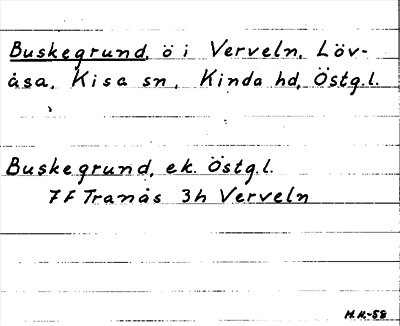 Buskegrund, ö i Verveln, Löv-
åsa, Kisa sn, Kinda hd, Östg.l.
Buskegrund, ek. Östg.l.
7F Tranås 3h Verveln
M.H.-58